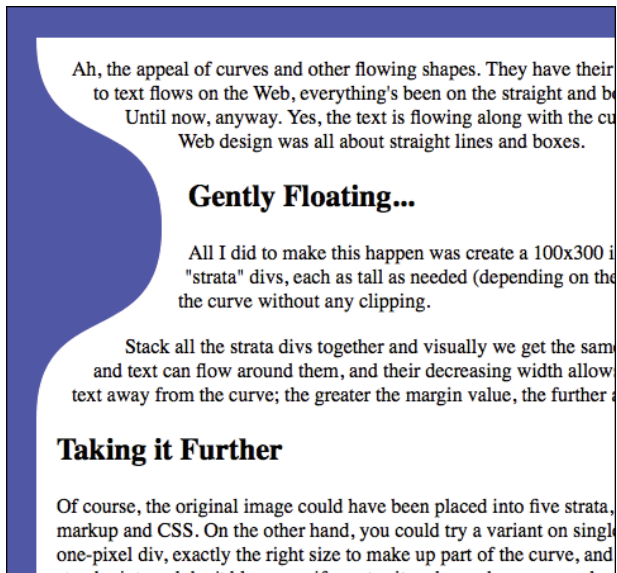 Ah, the appeal of curves and other flowing shapes. They have their
to text flows on the Web, everything's been on the straight and
Until now, anyway. Yes, the text is flowing along with the
Web design was all about straight lines and boxes.
Gently Floating...
All I did to make this happen was create a 100x300
"strata" divs, each as tall as needed (depending on the
the curve without any clipping.
Stack all the strata divs together and visually we get the
and text can flow around them, and their decreasing width
text away from the curve; the greater the margin value, the further
Taking it Further
Of course, the original image could have been placed into five strata,
markup and CSS. On the other hand, you could try a variant on
one-pixel div, exactly the right size to make up part of the curve, and